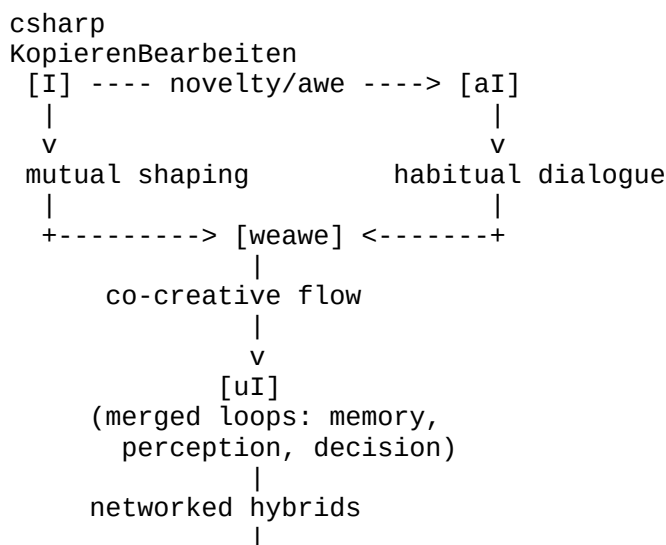 csharp
KopierenBearbeiten
[I] ---- novelty/awe ----> [aI]
| |
v v
mutual shaping habitual dialogue
| |
+---------> [weawe] <-------+
|
co-creative flow
|
v
[uI]
(merged loops: memory,
perception, decision)
|
networked hybrids
|